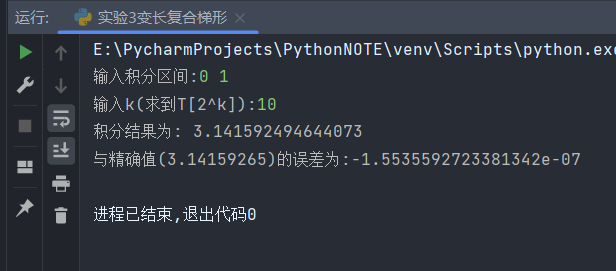 运行: 实验3变长复合梯形
E:\PycharmProjects\PythonNOTE\venv\Scripts\python.exe
输入积分区间:0 1
输入k(求到T[2^k]):10
积分结果为: 3.141592494644073
与精确值(3.14159265)的误差为:-1.5535592723381342e-07
进程已结束,退出代码0